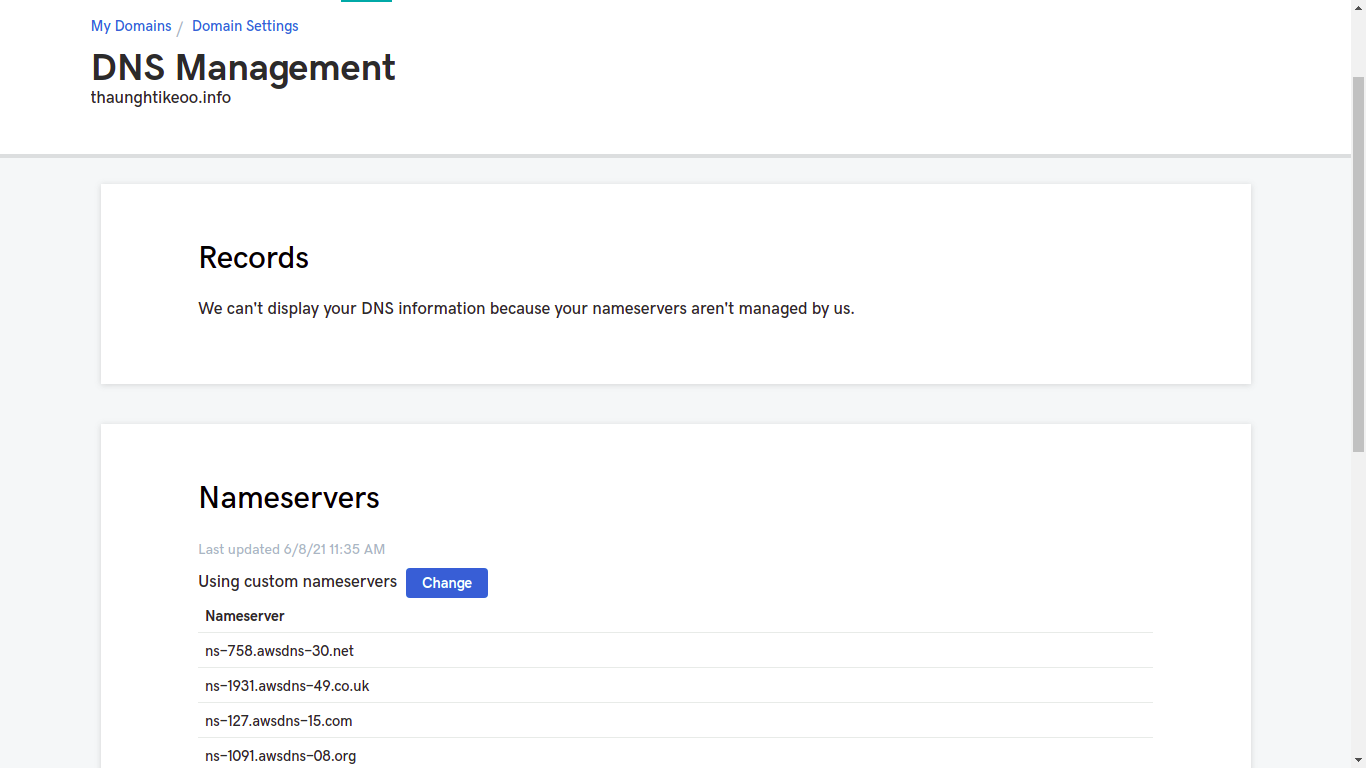 My Domains / Domain Settings
DNS Management
thaunghtikeoo.info
Records
We can't display your DNS information because your nameservers aren't managed by us.
Nameservers
Last updated 6/8/21 11:35 AM
Using custom nameservers Change
Nameserver
ns-758.awsdns-30.net
ns-1931.awsdns-49.co.uk
ns-127.awsdns-15.com
ns-1091.awsdns-08.org